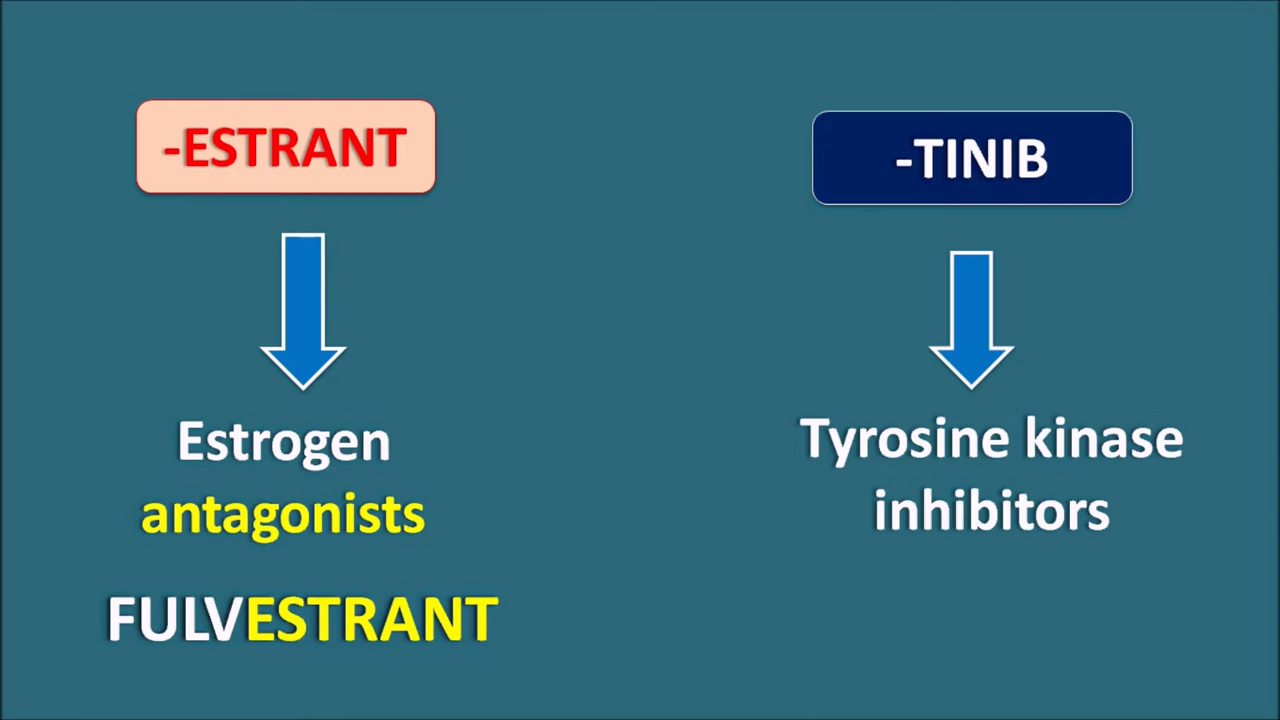 -ESTRANT
Estrogen
antagonists
FULVESTRANT
-TINIB
Tyrosine kinase
inhibitors